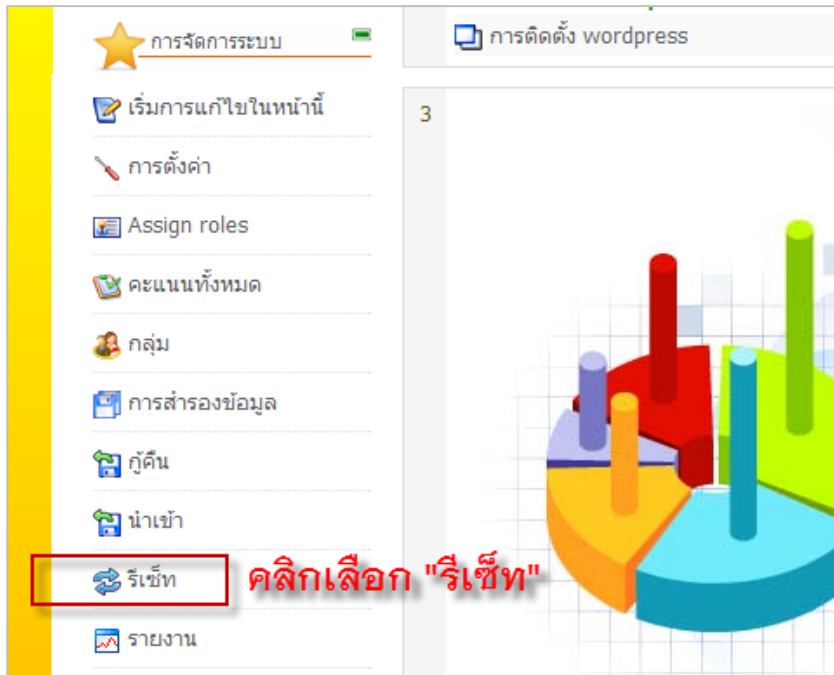 การจัดการระบบ
เริ่มการแก้ไขในหน้านี้
การตั้งค่า
Assign roles
คะแนนทั้งหมด
กลุ่ม
การสำรองข้อมูล
กู้คืน
นำเข้า
รีเซ็ท
คลิกเลือก "รีเซ็ท"
รายงาน
การติดตั้ง wordpress
3